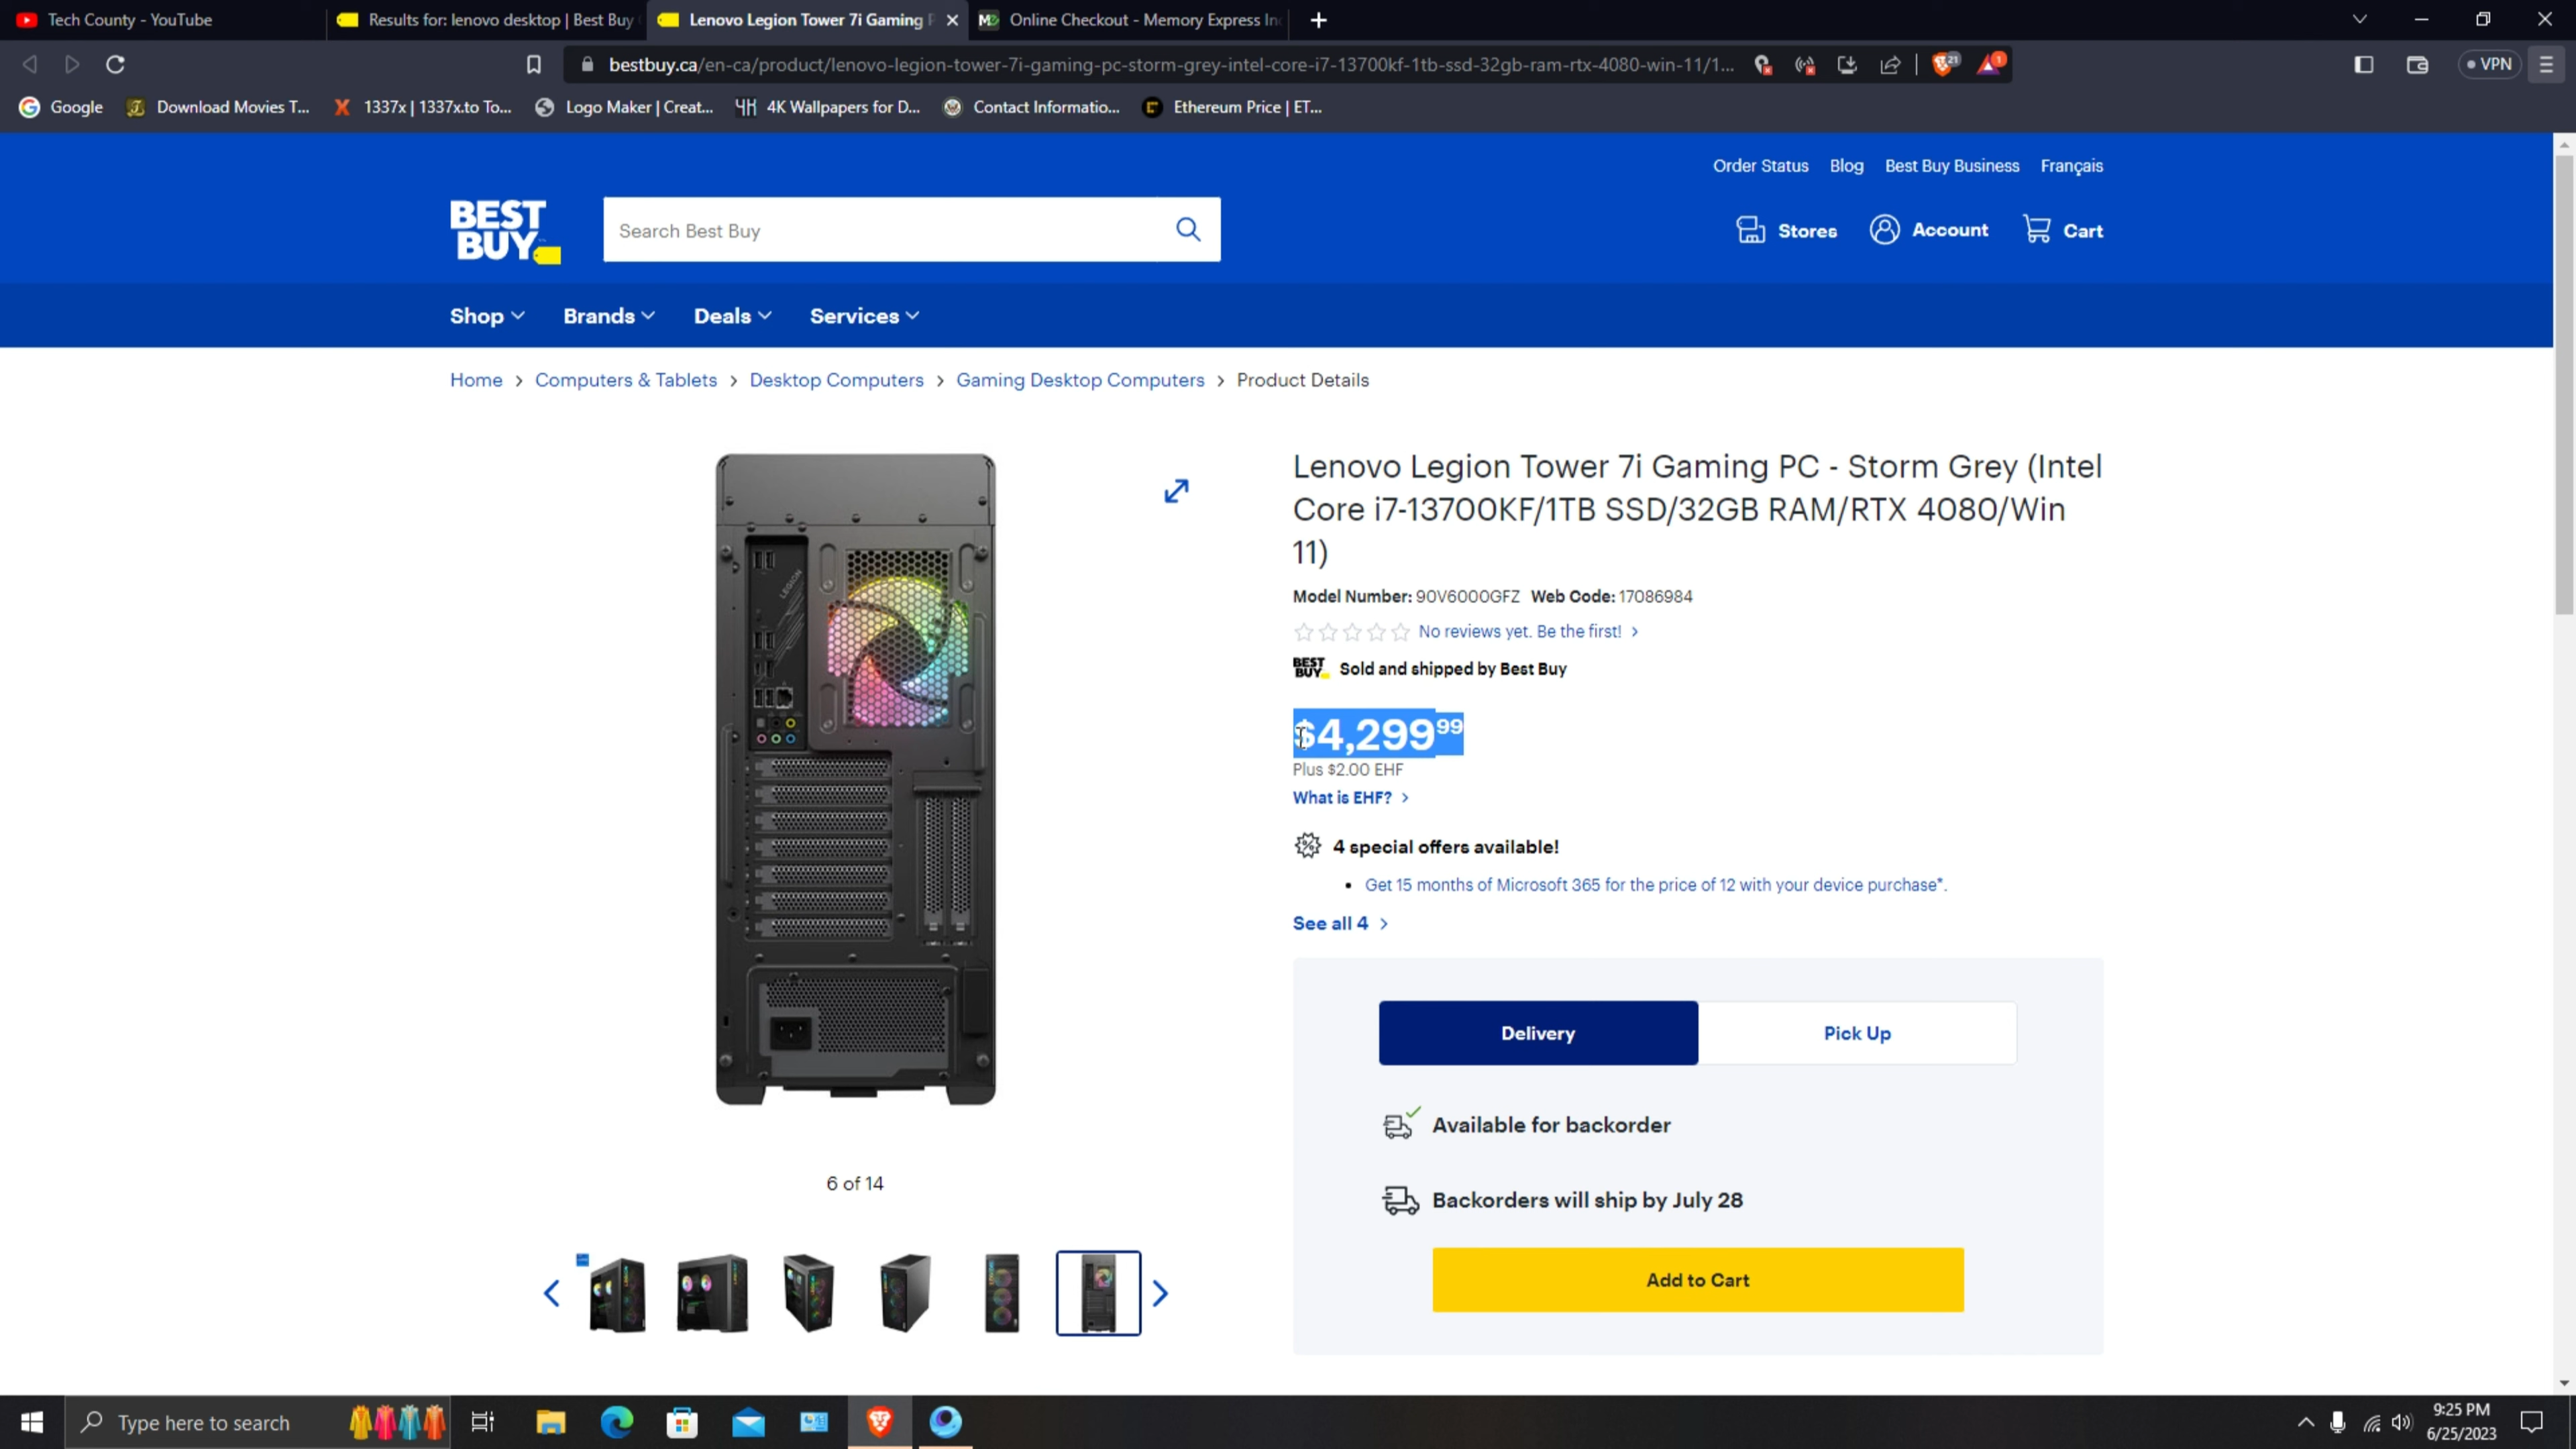 Tech County - YouTube
Results for: lenovo desktop | Best Buy
Lenovo Legion Tower 7i Gaming P
Online Checkout - Memory Express Inc
bestbuy.ca/en-ca/product/lenovo-legion-tower-7i-gaming-pc-storm-grey-intel-core-i7-13700kf-1tb-ssd-32gb-ram-rtx-4080-win-11/1...
21
1
VPN
Google
Download Movies T...
1337x | 1337x.to To...
Logo Maker | Creat...
4K Wallpapers for D...
Contact Informatio...
Ethereum Price | ET...
Order Status
Blog
Best Buy Business
Français
BEST
BUY
Search Best Buy
Stores
Account
Cart
Shop
Brands
Deals
Services
Home > Computers & Tablets > Desktop Computers > Gaming Desktop Computers > Product Details
LEGION
Lenovo Legion Tower 7i Gaming PC - Storm Grey (Intel
Core i7-13700KF/1TB SSD/32GB RAM/RTX 4080/Win
11)
Model Number: 90V6000GFZ Web Code: 17086984
No reviews yet. Be the first!
BEST
BUY
Sold and shipped by Best Buy
$4,299 99
Plus $2.00 EHF
What is EHF?
4 special offers available!
• Get 15 months of Microsoft 365 for the price of 12 with your device purchase*.
See all 4
Delivery
Pick Up
Available for backorder
Backorders will ship by July 28
Add to Cart
6 of 14
Type here to search
9:25 PM
6/25/2023